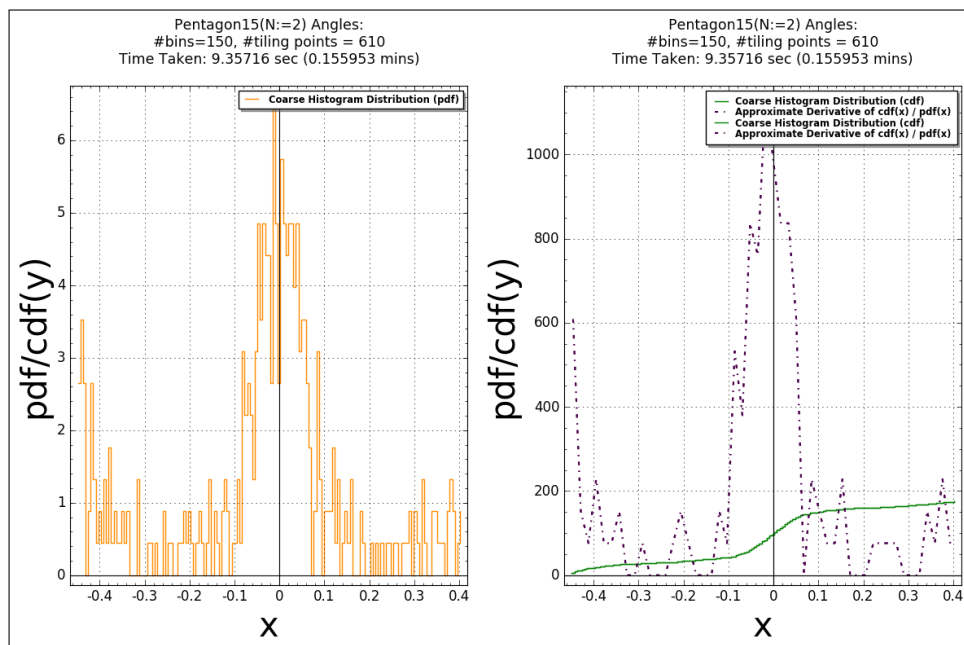 Pentagon15(N:=2) Angles:
#bins=150, #tiling points = 610
Time Taken: 9.35716 sec (0.155953 mins)
Coarse Histogram Distribution (pdf)
pdf/cdf(y)
6
5
4
3
2
1
0
-0.4 -0.3 -0.2 -0.1 0 0.1 0.2 0.3 0.4
x
Pentagon15(N:=2) Angles:
#bins=150, #tiling points = 610
Time Taken: 9.35716 sec (0.155953 mins)
Coarse Histogram Distribution (cdf)
Approximate Derivative of cdf(x) / pdf(x)
Coarse Histogram Distribution (cdf)
Approximate Derivative of cdf(x) / pdf(x)
pdf/cdf(y)
1000
800
600
400
200
0
-0.4 -0.3 -0.2 -0.1 0 0.1 0.2 0.3 0.4
x